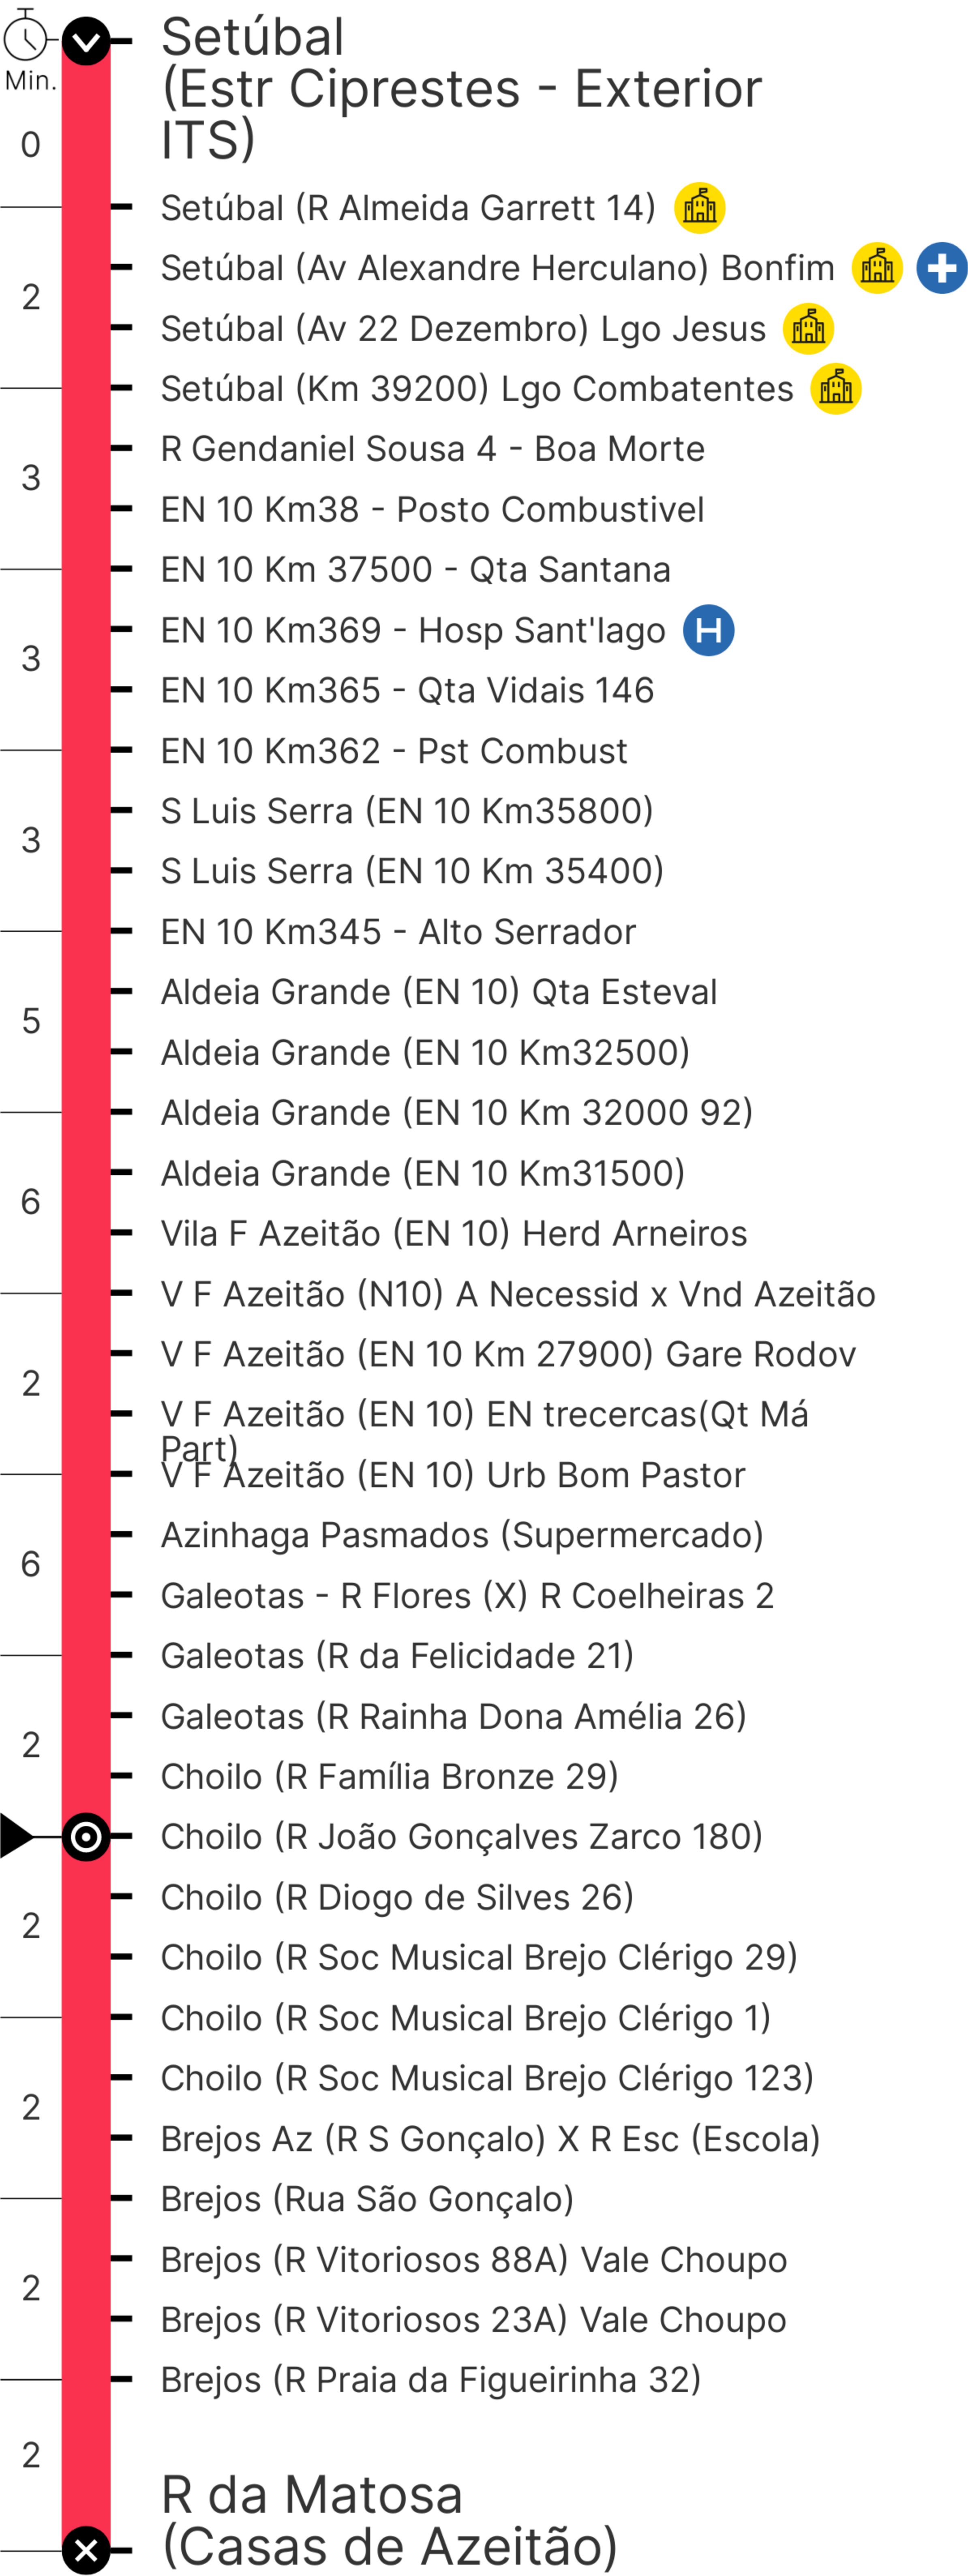 Min.
Setúbal
(Estr Ciprestes - Exterior
ITS)
0
Setúbal (R Almeida Garrett 14)
Setúbal (Av Alexandre Herculano) Bonfim
2
Setúbal (Av 22 Dezembro) Lgo Jesus
Setúbal (Km 39200) Lgo Combatentes
R Gendaniel Sousa 4 - Boa Morte
3
EN 10 Km38 - Posto Combustivel
EN 10 Km 37500 - Qta Santana
EN 10 Km369 - Hosp Sant'Iago H
3
EN 10 Km365 - Qta Vidais 146
EN 10 Km362 - Pst Combust
S Luis Serra (EN 10 Km35800)
3
S Luis Serra (EN 10 Km 35400)
EN 10 Km345 - Alto Serrador
Aldeia Grande (EN 10) Qta Esteval
5
Aldeia Grande (EN 10 Km32500)
Aldeia Grande (EN 10 Km 32000 92)
Aldeia Grande (EN 10 Km31500)
6
Vila F Azeitão (EN 10) Herd Arneiros
V F Azeitão (N10) A Necessid x Vnd Azeitão
V F Azeitão (EN 10 Km 27900) Gare Rodov
2
V F Azeitão (EN 10) EN trecercas(Qt Má
Part)
V F Azeitão (EN 10) Urb Bom Pastor
Azinhaga Pasmados (Supermercado)
6
Galeotas - R Flores (X) R Coelheiras 2
Galeotas (R da Felicidade 21)
Galeotas (R Rainha Dona Amélia 26)
2
Choilo (R Família Bronze 29)
Choilo (R João Gonçalves Zarco 180)
Choilo (R Diogo de Silves 26)
2
Choilo (R Soc Musical Brejo Clérigo 29)
Choilo (R Soc Musical Brejo Clérigo 1)
Choilo (R Soc Musical Brejo Clérigo 123)
2
Brejos Az (R S Gonçalo) X R Esc (Escola)
Brejos (Rua São Gonçalo)
Brejos (R Vitoriosos 88A) Vale Choupo
2
Brejos (R Vitoriosos 23A) Vale Choupo
Brejos (R Praia da Figueirinha 32)
2
R da Matosa
(Casas de Azeitão)